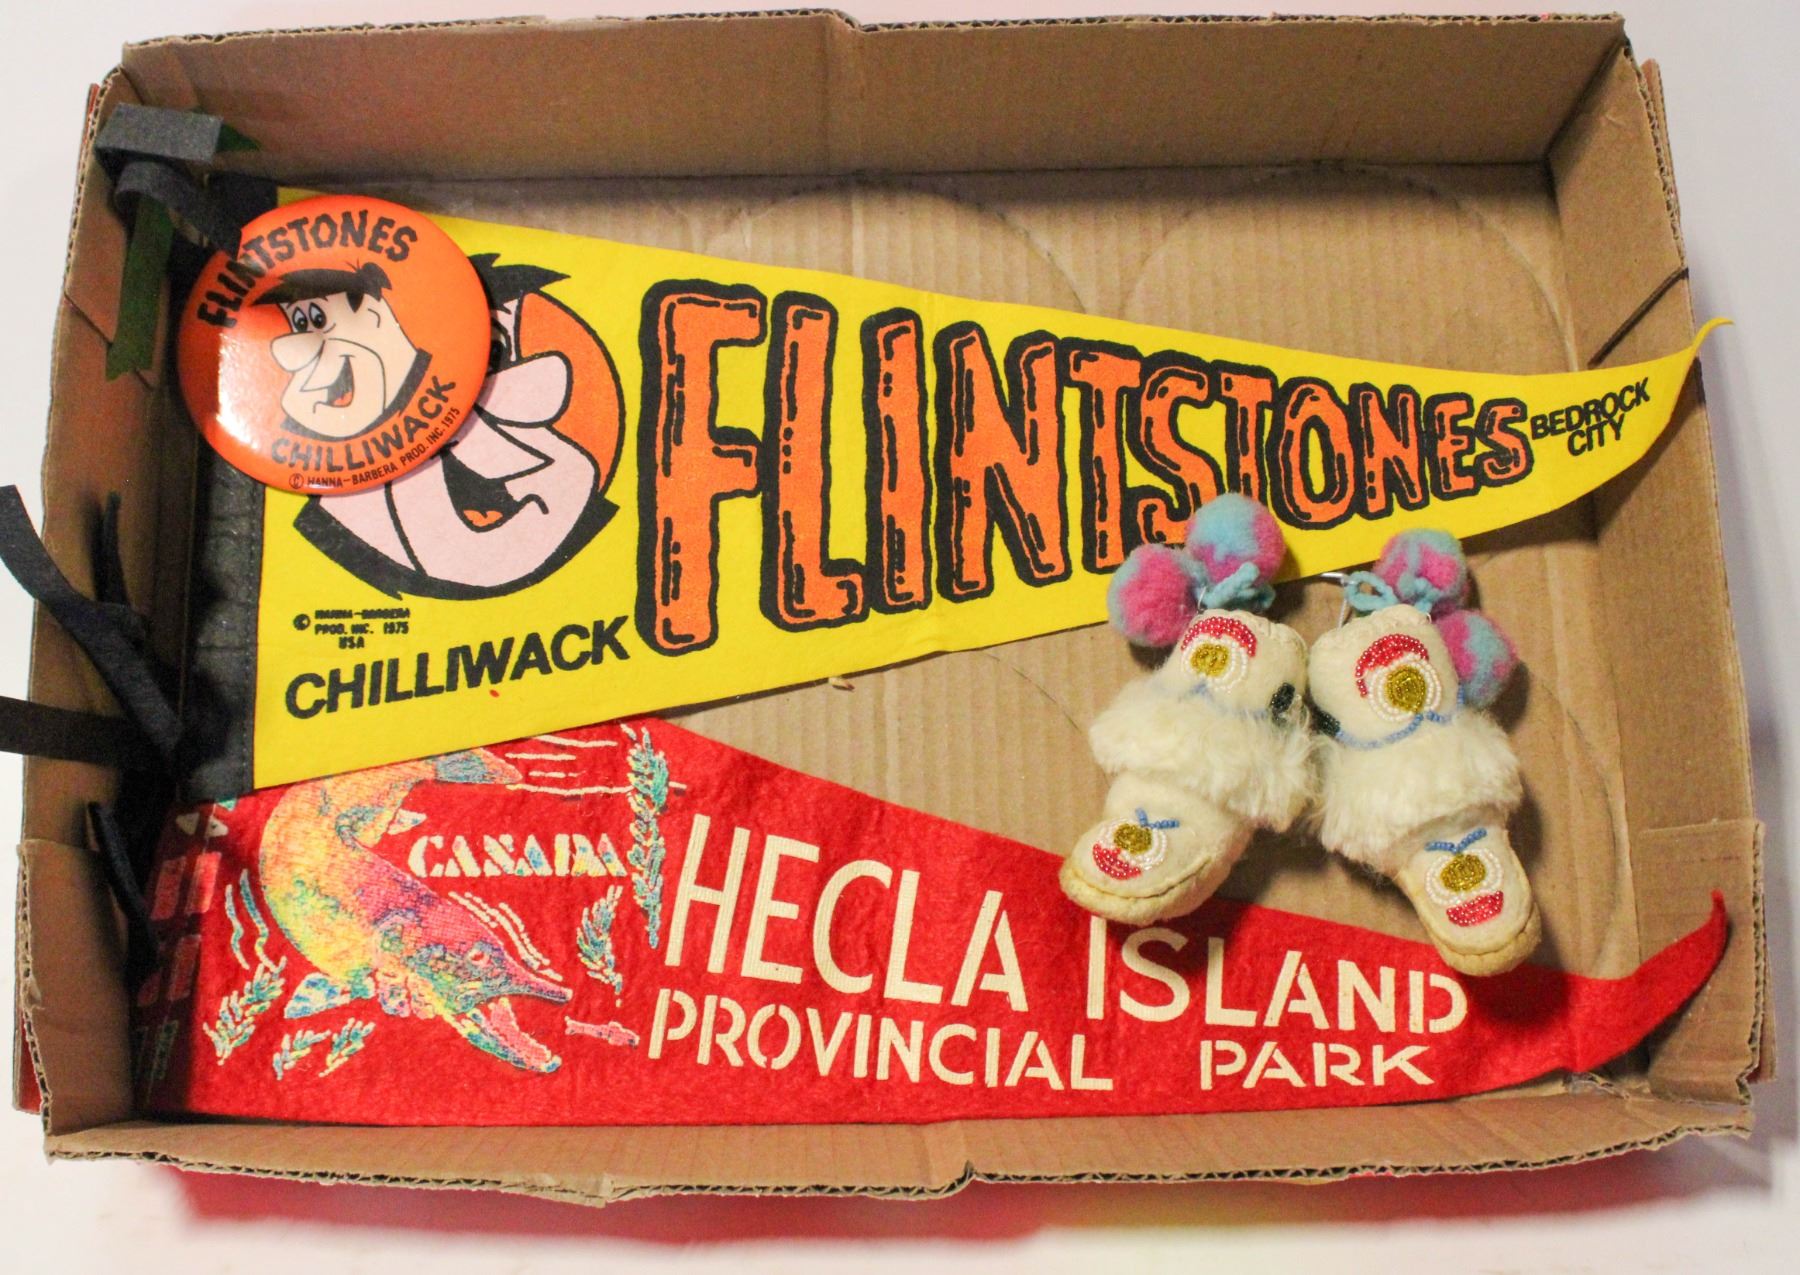 FLINTSTONES
CHILLIWACK
© HANNA-BARBERA PROD. INC. 1975
FLINTSTONES
BEDROCK
CITY
© HANNA-BARBERA
PROD. INC. 1975
USA
CHILLIWACK
CANADA
HECLA ISLAND
PROVINCIAL PARK